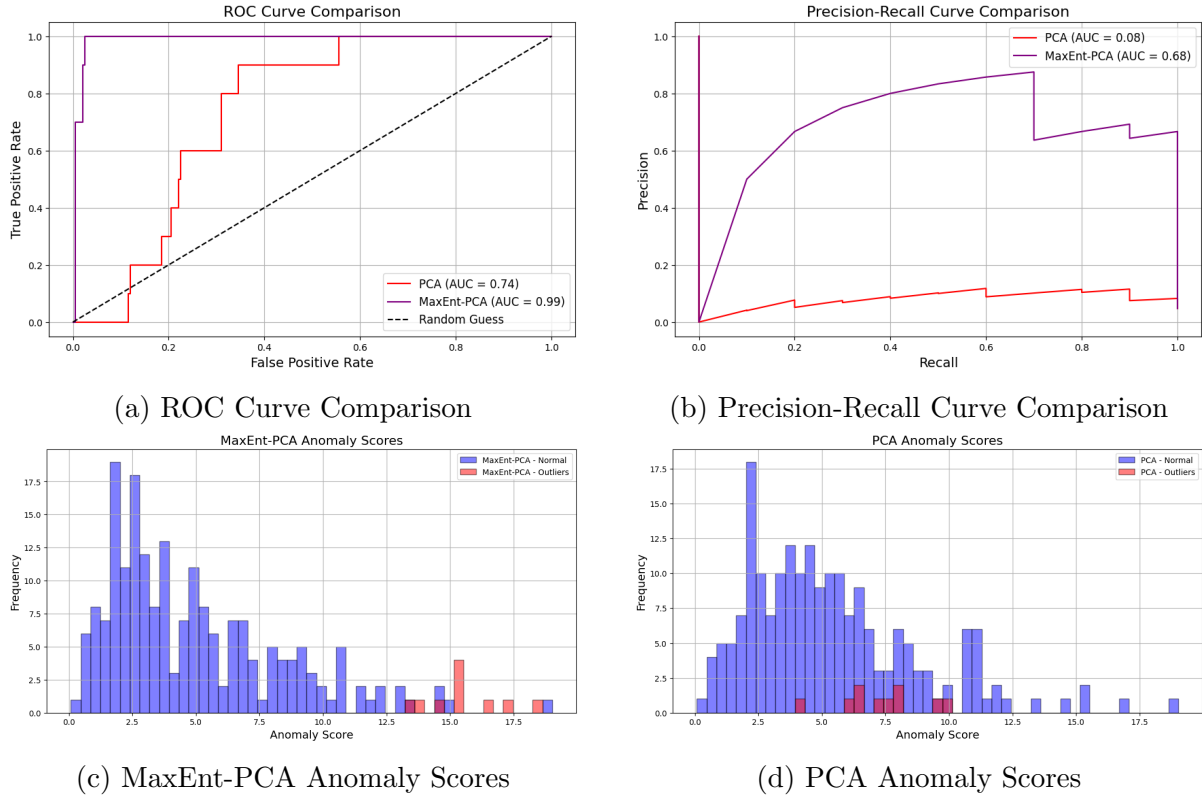 ROC Curve Comparison
True Positive Rate
1.0
0.8
0.6
0.4
0.2
0.0
PCA (AUC = 0.74)
MaxEnt-PCA (AUC = 0.99)
Random Guess
0.0 0.2 0.4 0.6 0.8 1.0
False Positive Rate
(a) ROC Curve Comparison
Precision-Recall Curve Comparison
Precision
1.0
0.8
0.6
0.4
0.2
0.0
PCA (AUC = 0.08)
MaxEnt-PCA (AUC = 0.68)
0.0 0.2 0.4 0.6 0.8 1.0
Recall
(b) Precision-Recall Curve Comparison
MaxEnt-PCA Anomaly Scores
Frequency
17.5
15.0
12.5
10.0
7.5
5.0
2.5
0.0
MaxEnt-PCA - Normal
MaxEnt-PCA - Outliers
0.0 2.5 5.0 7.5 10.0 12.5 15.0 17.5
Anomaly Score
(c) MaxEnt-PCA Anomaly Scores
PCA Anomaly Scores
Frequency
17.5
15.0
12.5
10.0
7.5
5.0
2.5
0.0
PCA - Normal
PCA - Outliers
0.0 2.5 5.0 7.5 10.0 12.5 15.0 17.5
Anomaly Score
(d) PCA Anomaly Scores